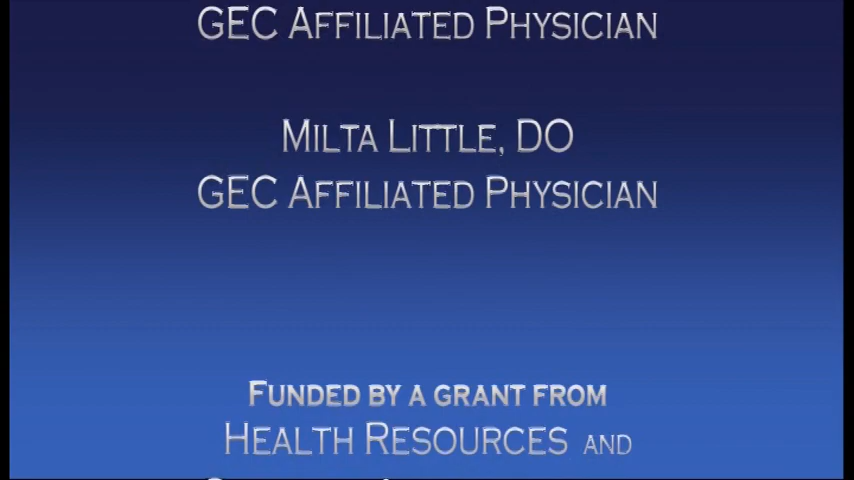 GEC Affiliated Physician
Milta Little, DO
GEC Affiliated Physician
Funded by a grant from
Health Resources and